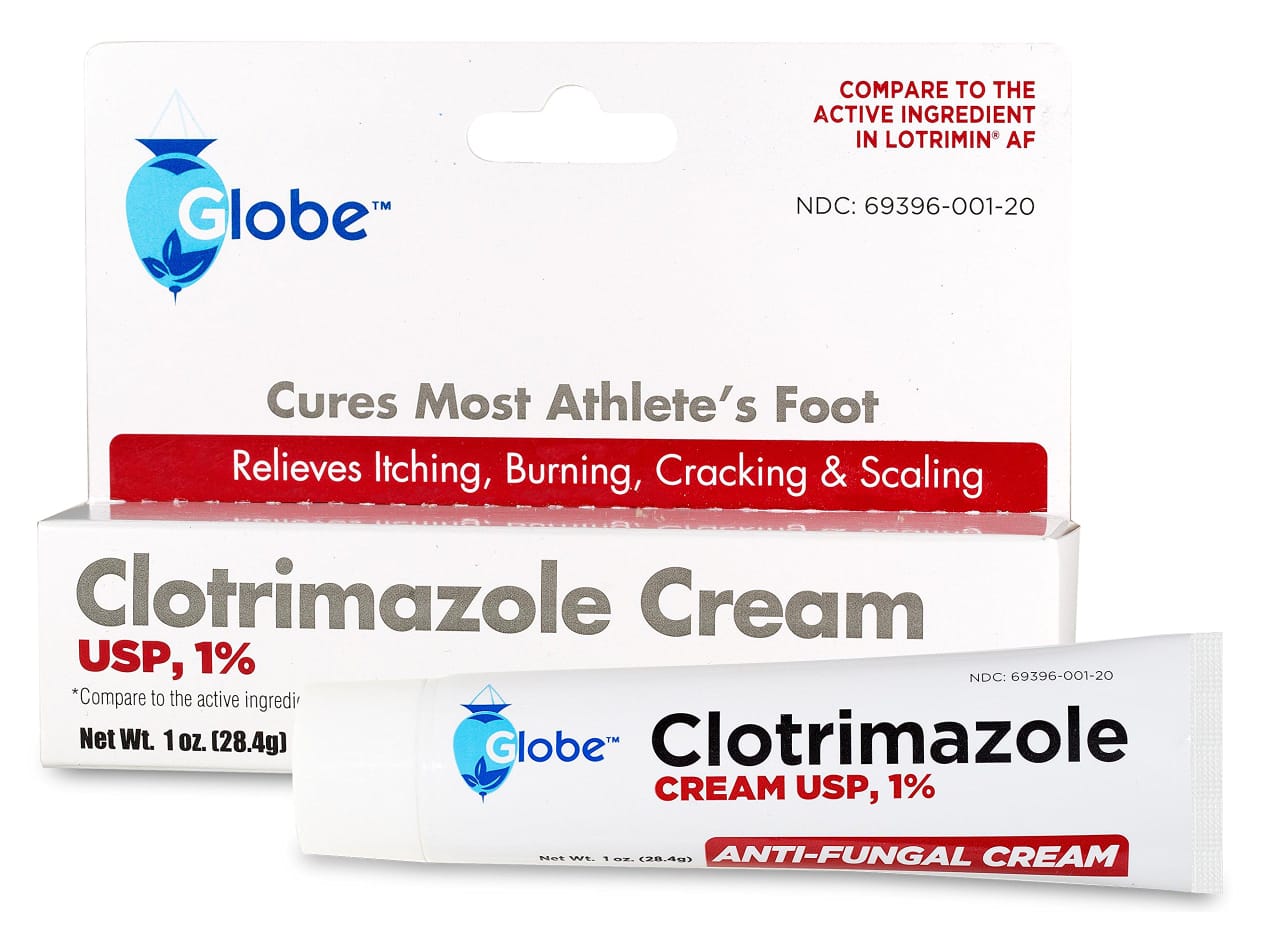 COMPARE TO THE
ACTIVE INGREDIENT
IN LOTRIMIN® AF
Globe™
NDC: 69396-001-20
Cures Most Athlete's Foot
Relieves Itching, Burning, Cracking & Scaling
Clotrimazole Cream
USP, 1%
*Compare to the active
Net Wt. 1 oz. (28.4g)
NDC: 69396-001-20
Globe™
Clotrimazole
CREAM USP, 1%
Net Wt. 1 oz. (28.4g)
ANTI-FUNGAL CREAM